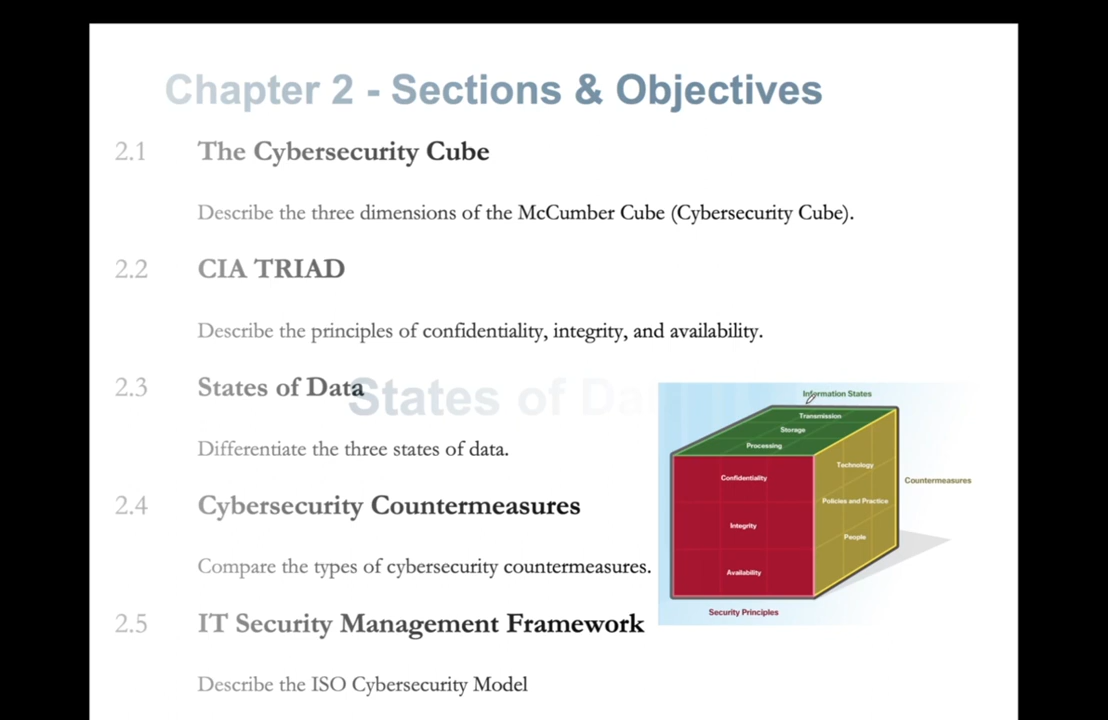 Chapter 2 - Sections & Objectives
2.1 The Cybersecurity Cube
Describe the three dimensions of the McCumber Cube (Cybersecurity Cube).
2.2 CIA TRIAD
Describe the principles of confidentiality, integrity, and availability.
2.3 States of Data
States of Da
Differentiate the three states of data.
2.4 Cybersecurity Countermeasures
Compare the types of cybersecurity countermeasures.
2.5 IT Security Management Framework
Describe the ISO Cybersecurity Model
Information States
Transmission
Storage
Processing
Confidentiality
Integrity
Availability
Security Principles
Technology
Policies and Practice
People
Countermeasures